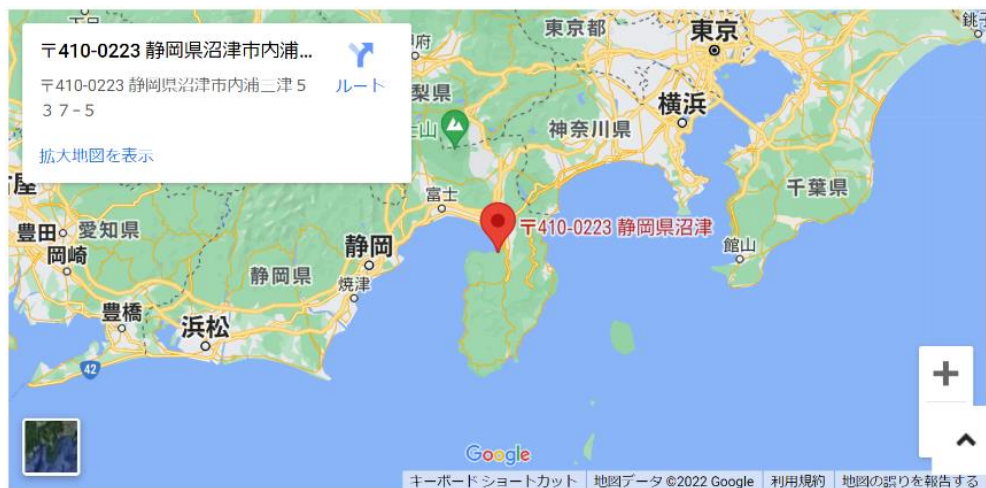 〒410-0223 静岡県沼津市内浦...
〒410-0223 静岡県沼津市内浦三津５
３７−５
ルート
拡大地図を表示
東京都
東京
横浜
神奈川県
千葉県
館山
富士
〒410-0223 静岡県沼津
豊田
愛知県
岡崎
静岡
静岡県
焼津
豊橋
浜松
42
Google
キーボード ショートカット
地図データ ©2022 Google
利用規約
地図の誤りを報告する